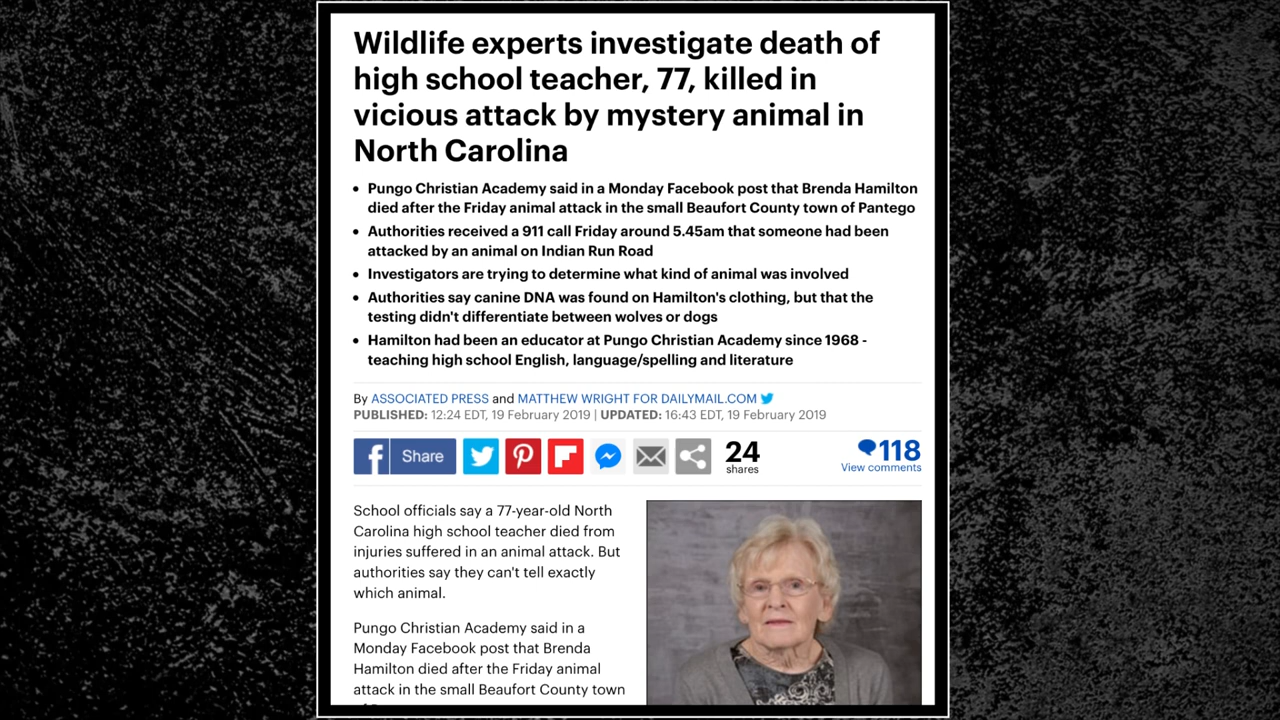 Wildlife experts investigate death of
high school teacher, 77, killed in
vicious attack by mystery animal in
North Carolina
• Pungo Christian Academy said in a Monday Facebook post that Brenda Hamilton
died after the Friday animal attack in the small Beaufort County town of Pantego
• Authorities received a 911 call Friday around 5.45am that someone had been
attacked by an animal on Indian Run Road
• Investigators are trying to determine what kind of animal was involved
• Authorities say canine DNA was found on Hamilton's clothing, but that the
testing didn't differentiate between wolves or dogs
• Hamilton had been an educator at Pungo Christian Academy since 1968 -
teaching high school English, language/spelling and literature
By ASSOCIATED PRESS and MATTHEW WRIGHT FOR DAILYMAIL.COM
PUBLISHED: 12:24 EDT, 19 February 2019 | UPDATED: 16:43 EDT, 19 February 2019
Share
24
shares
118
View comments
School officials say a 77-year-old North
Carolina high school teacher died from
injuries suffered in an animal attack. But
authorities say they can't tell exactly
which animal.
Pungo Christian Academy said in a
Monday Facebook post that Brenda
Hamilton died after the Friday animal
attack in the small Beaufort County town